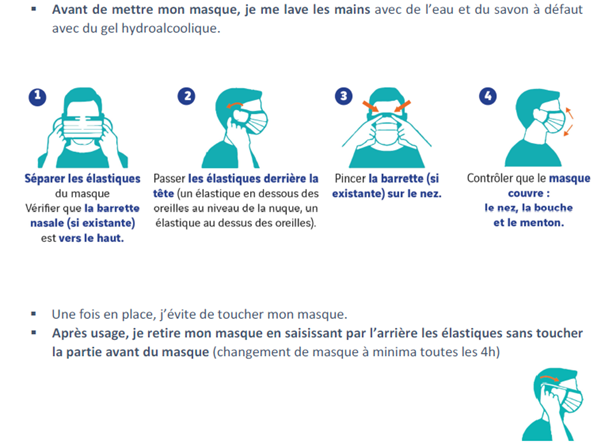 ▪ Avant de mettre mon masque, je me lave les mains avec de l'eau et du savon à défaut
avec du gel hydroalcoolique.
1
Séparer les élastiques
du masque
Vérifier que la barrette
nasale (si existante)
est vers le haut.
2
Passer les élastiques derrière la
tête (un élastique en dessous des
oreilles au niveau de la nuque, un
élastique au dessus des oreilles).
3
Pincer la barrette (si
existante) sur le nez.
4
Contrôler que le masque
couvre :
le nez, la bouche
et le menton.
▪ Une fois en place, j'évite de toucher mon masque.
▪ Après usage, je retire mon masque en saisissant par l'arrière les élastiques sans toucher
la partie avant du masque (changement de masque à minima toutes les 4h)